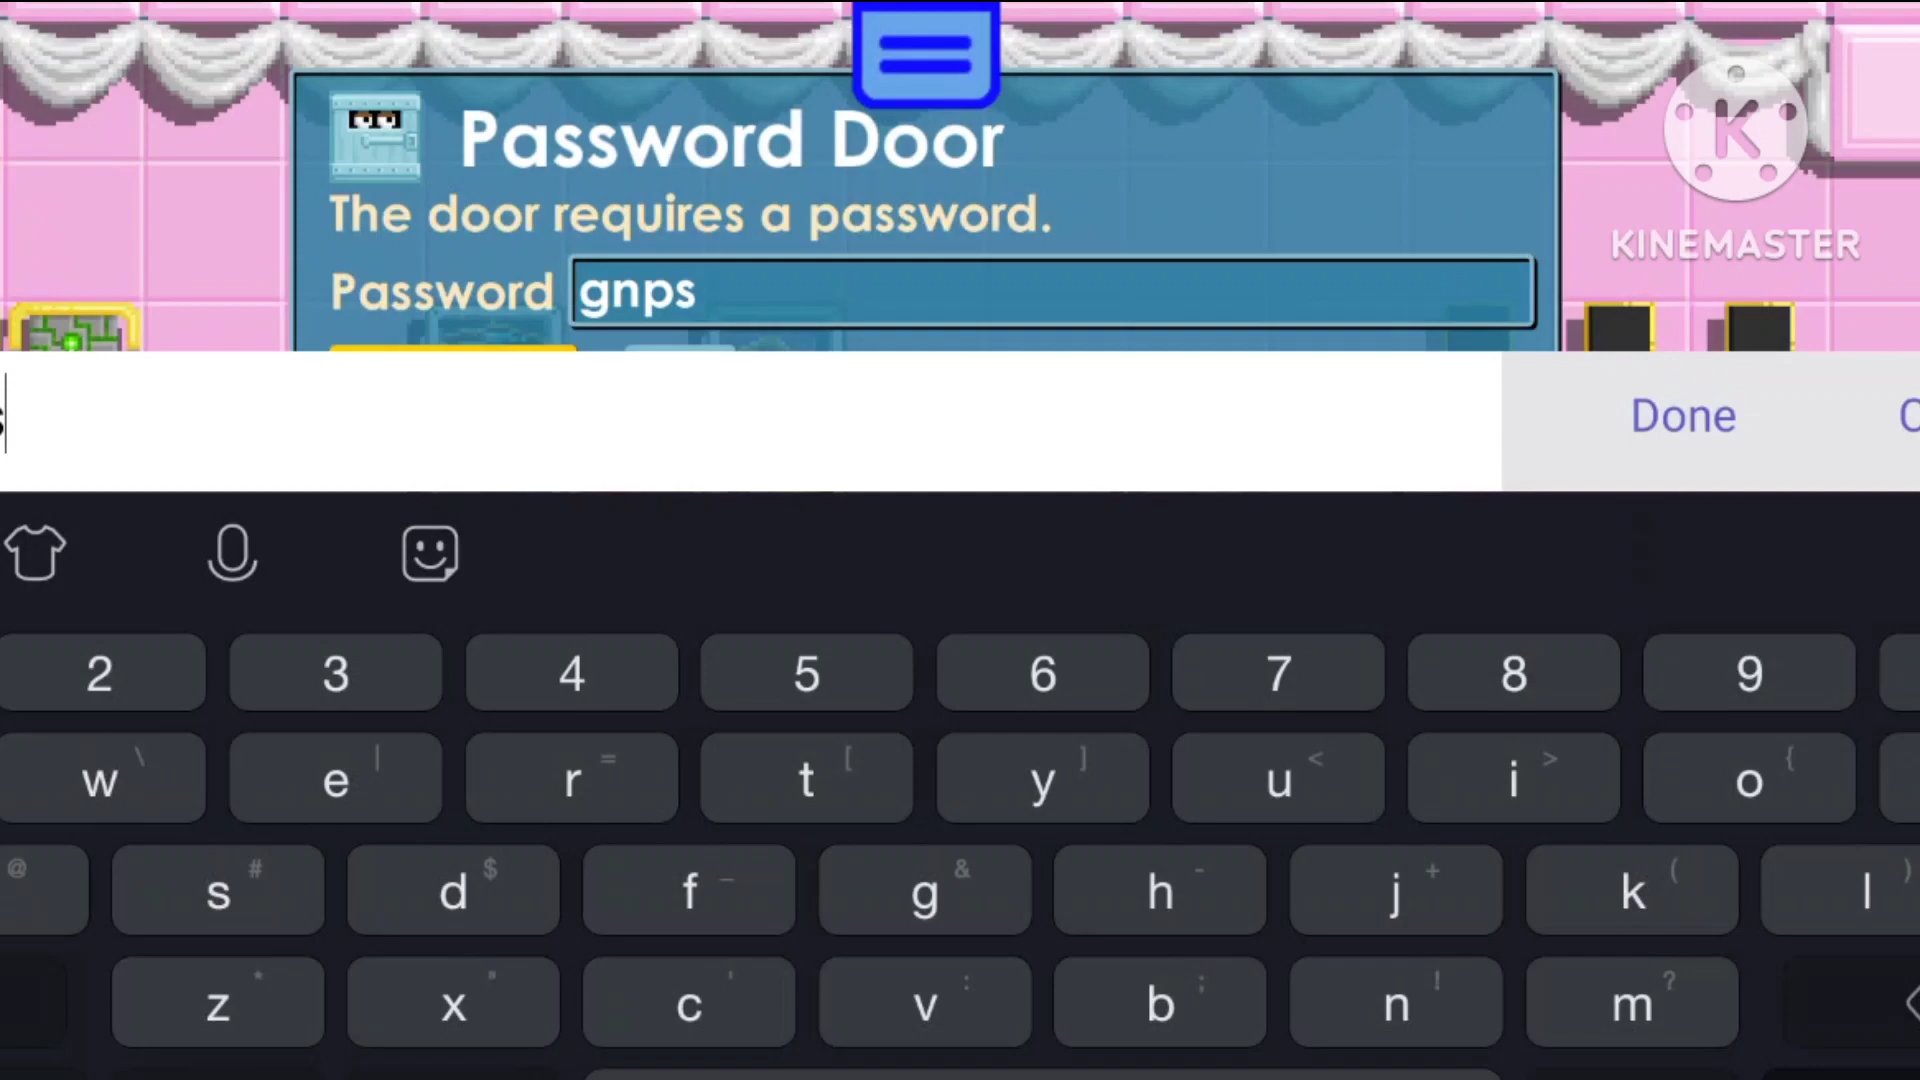 Password Door
The door requires a password.
Password gnps
K
KINEMASTER
s
Done
2 3 4 5 6 7 8 9
w \ e | r = t [ y ] u < i > o {
@ s # d $ f _ g & h - j + k ( l )
z * x " c ' v : b ; n ! m ?